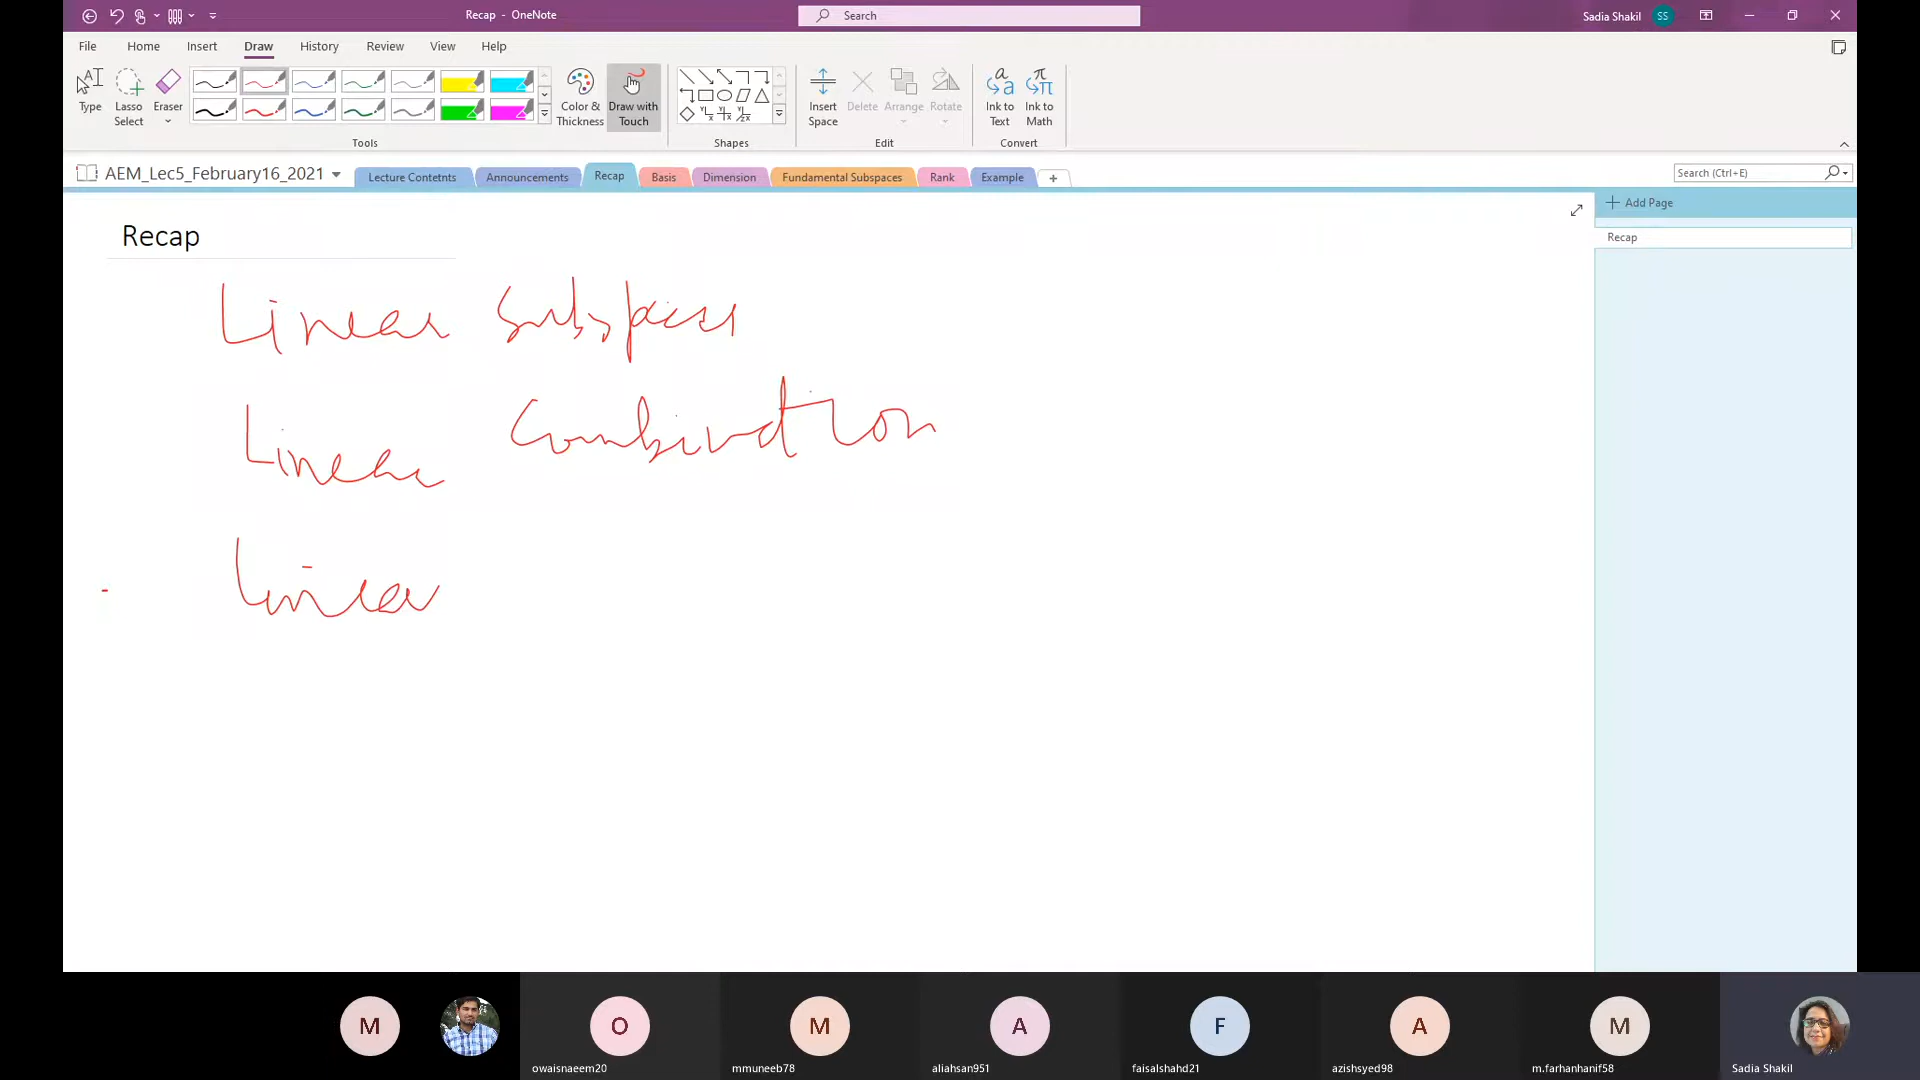 Recap - OneNote
Search
Sadia Shakil
SS
File Home Insert Draw History Review View Help
Type
Lasso Select
Eraser
Color & Thickness
Draw with Touch
Insert Space
Delete
Arrange
Rotate
Ink to Text
Ink to Math
Tools
Shapes
Edit
Convert
AEM_Lec5_February16_2021
Lecture Contetnts
Announcements
Recap
Basis
Dimension
Fundamental Subspaces
Rank
Example
Search (Ctrl+E)
Add Page
Recap
Recap
Linear Subspaces
Linear Combination
Linear
M
O
M
A
F
A
M
owaisnaeem20
mmuneeb78
aliahsan951
faisalshahd21
azishsyed98
m.farhanhanif58
Sadia Shakil